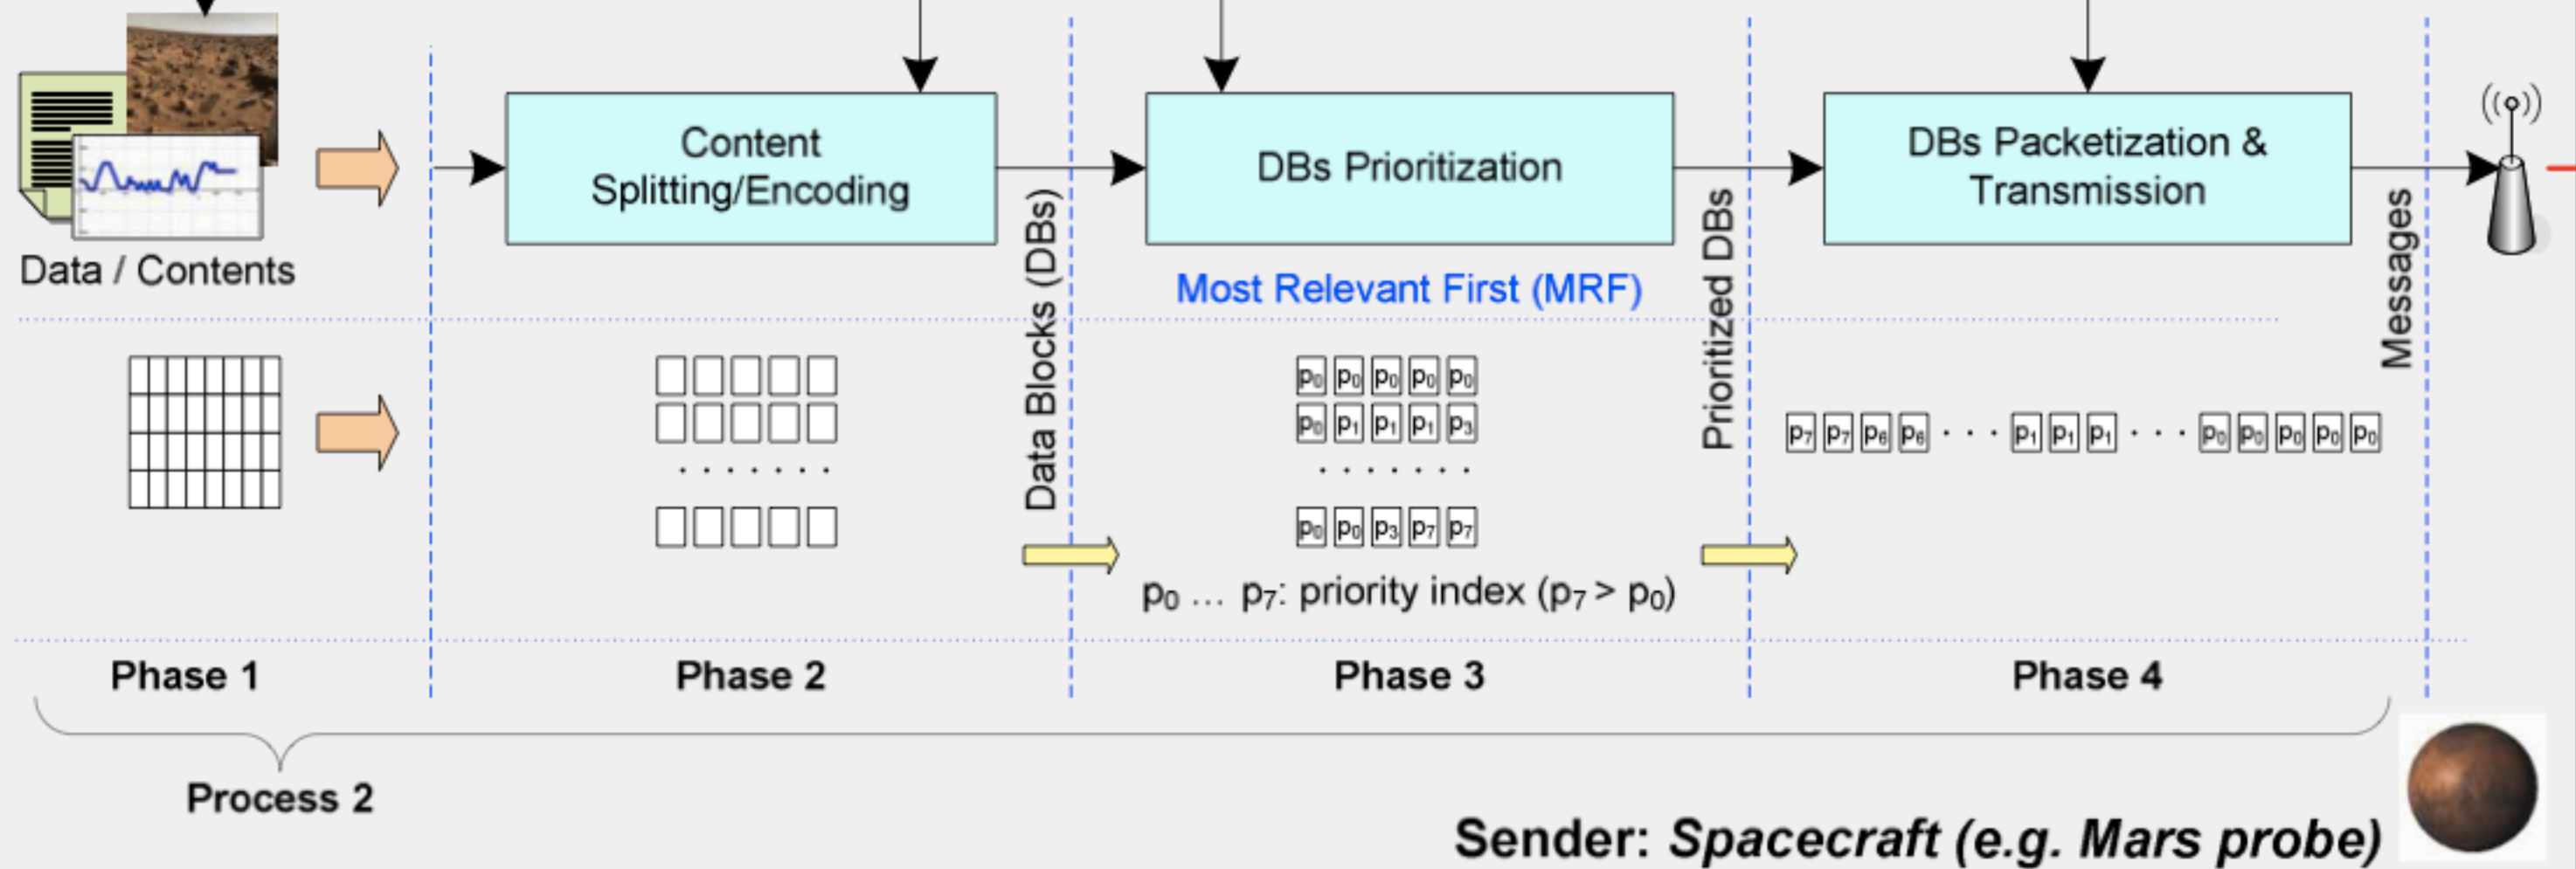 Data / Contents
Content
Splitting/Encoding
Data Blocks (DBs)
DBs Prioritization
Most Relevant First (MRF)
Prioritized DBs
DBs Packetization &
Transmission
Messages
p0 p0 p0 p0 p0
p0 p1 p1 p1 p3
. . . . . . .
p0 p0 p3 p7 p7
p0 ... p7: priority index (p7 > p0)
p7 p7 p6 p6 · · · p1 p1 p1 · · · p0 p0 p0 p0 p0
Phase 1
Phase 2
Phase 3
Phase 4
Process 2
Sender: Spacecraft (e.g. Mars probe)